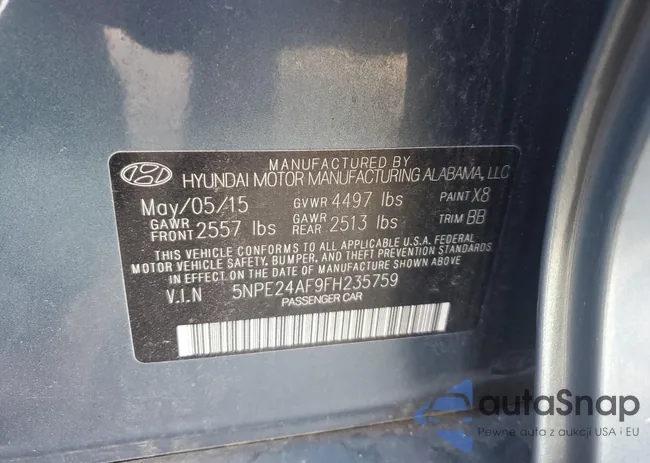 MANUFACTURED BY
HYUNDAI MOTOR MANUFACTURING ALABAMA, LLC
May/05/15 GVWR 4497 lbs PAINT X8
GAWR FRONT 2557 lbs GAWR REAR 2513 lbs TRIM BB
THIS VEHICLE CONFORMS TO ALL APPLICABLE U.S.A. FEDERAL
MOTOR VEHICLE SAFETY, BUMPER, AND THEFT PREVENTION STANDARDS
IN EFFECT ON THE DATE OF MANUFACTURE SHOWN ABOVE.
V.I.N 5NPE24AF9FH235759
PASSENGER CAR
autaSnap
Pewne auta z aukcji USA i EU